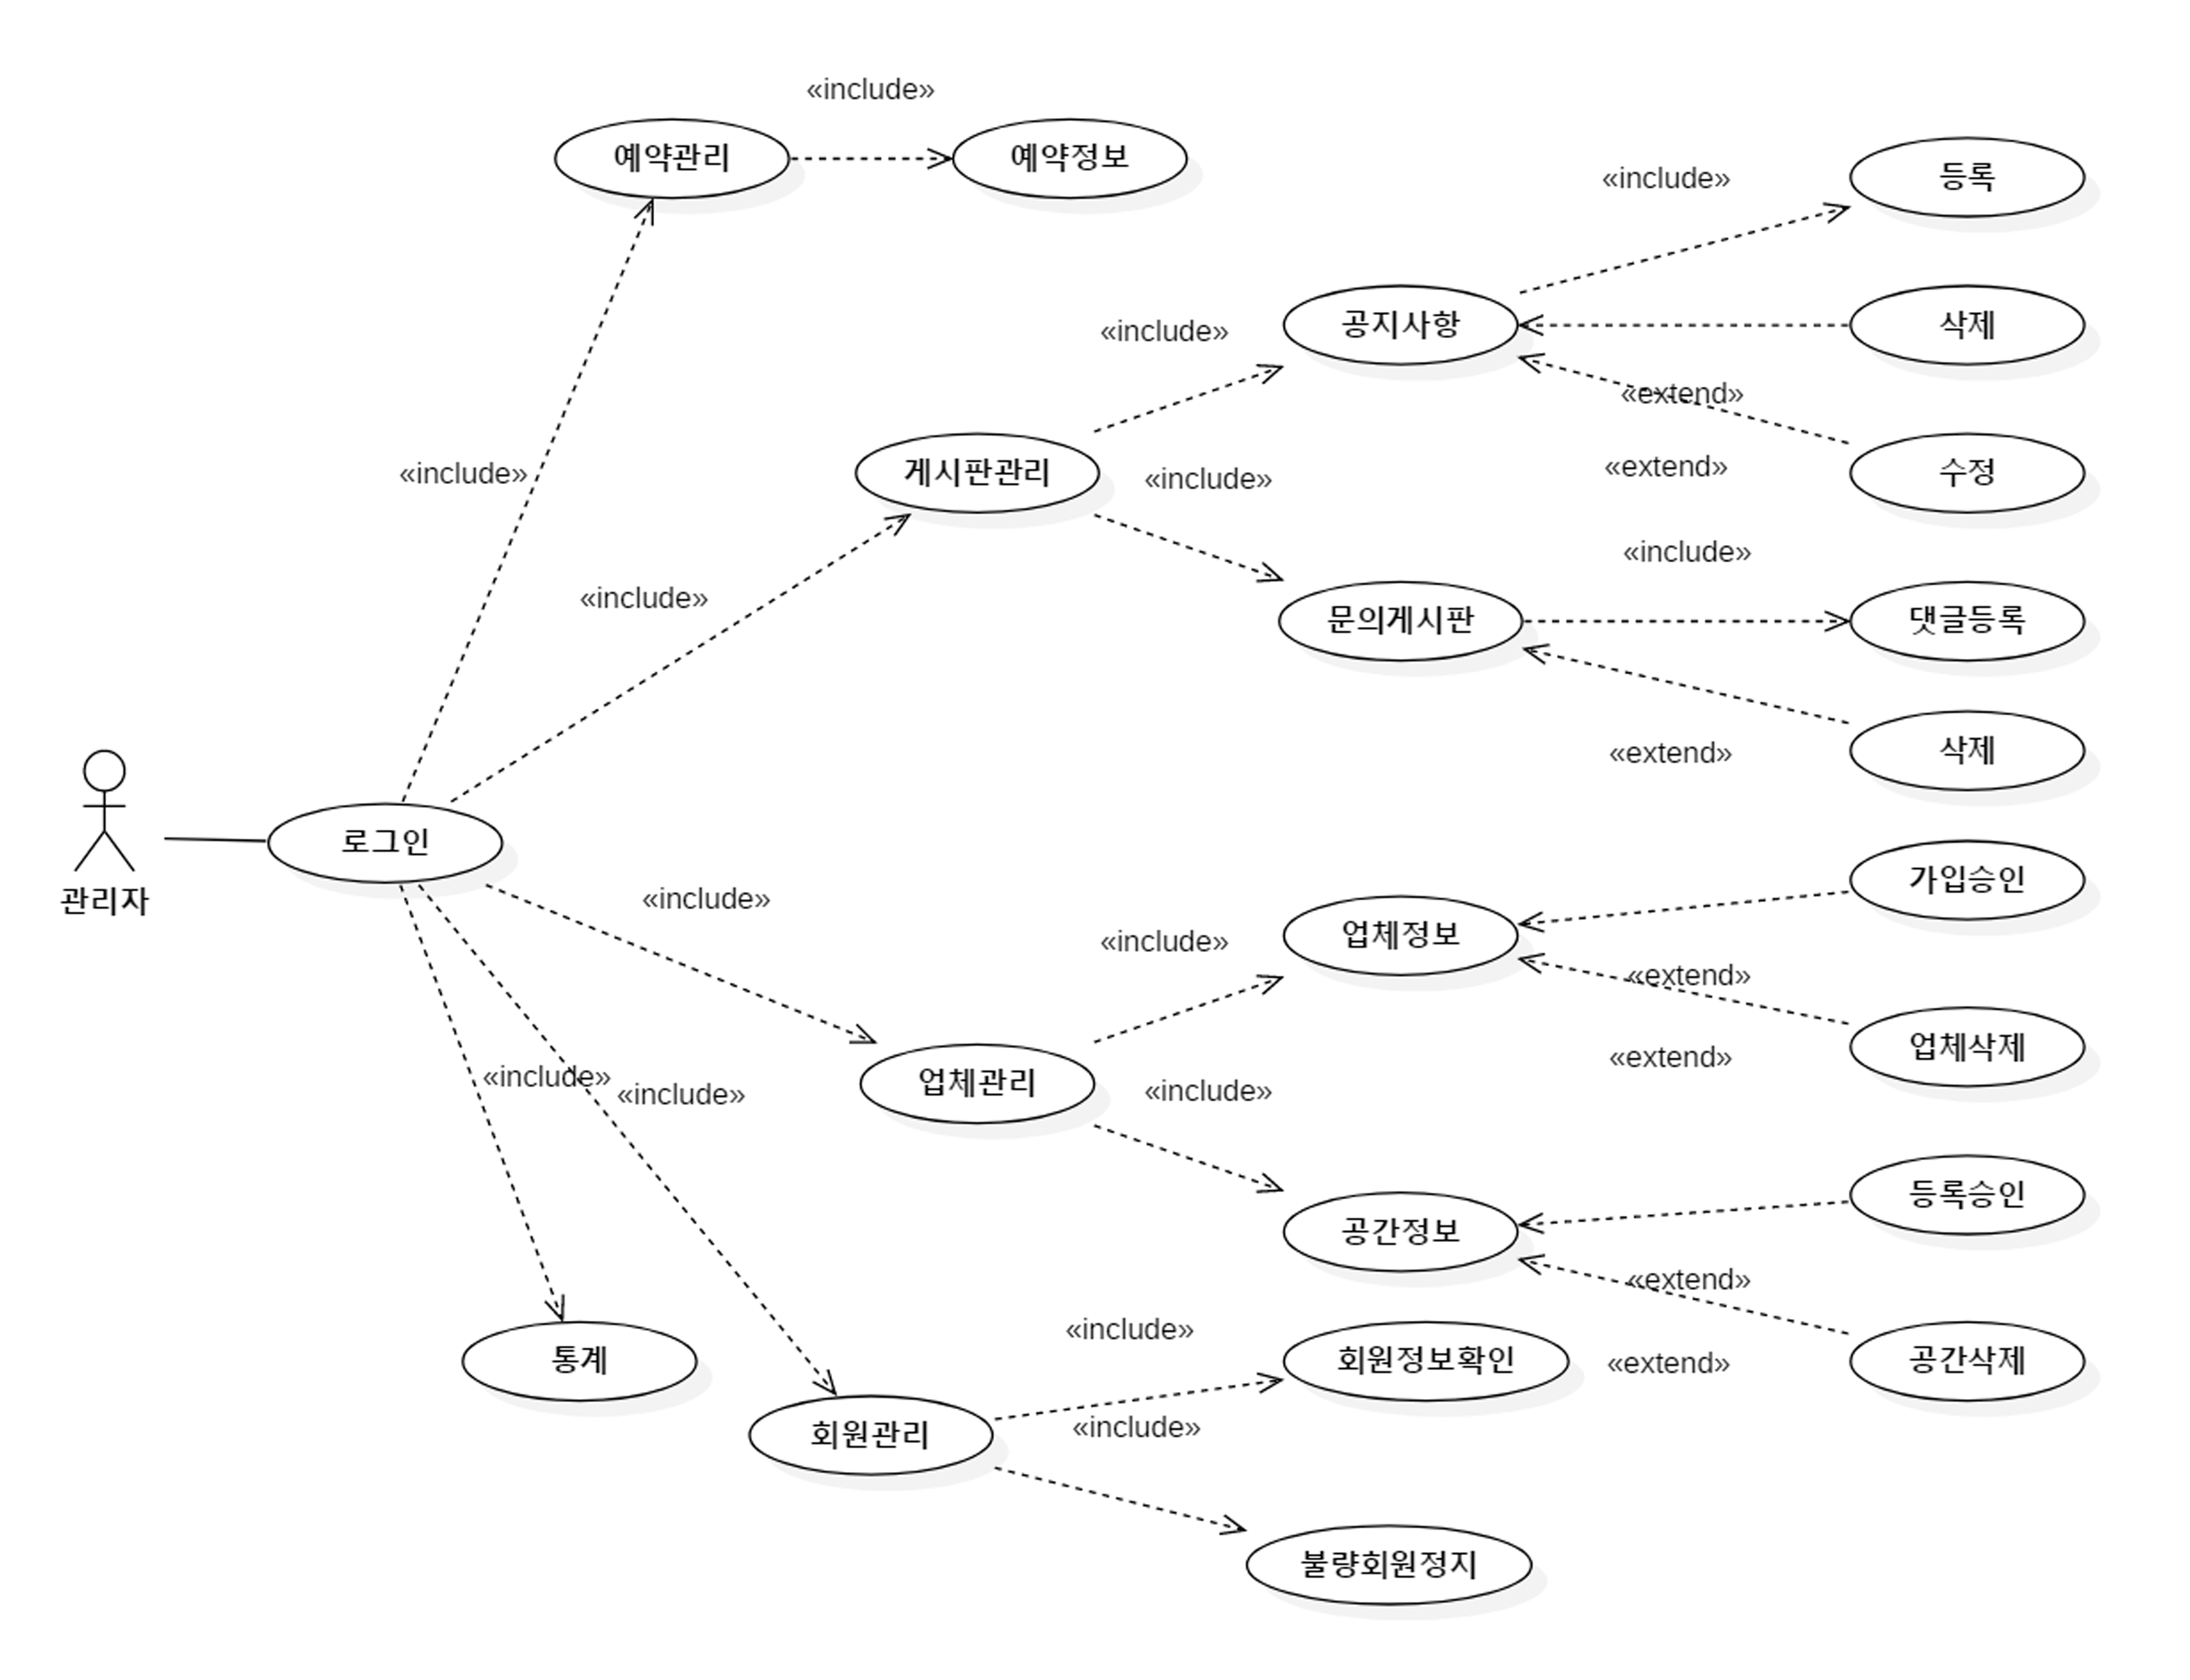 «include»
예약관리
예약정보
«include»
등록
«include»
공지사항
삭제
«extend»
«include»
게시판관리
«include»
«extend»
수정
«include»
«include»
문의게시판
댓글등록
«extend»
삭제
관리자
로그인
«include»
«include»
업체정보
가입승인
«extend»
«include»
«include»
업체관리
«include»
«extend»
업체삭제
공간정보
등록승인
«extend»
통계
«include»
회원정보확인
«extend»
공간삭제
회원관리
«include»
불량회원정지